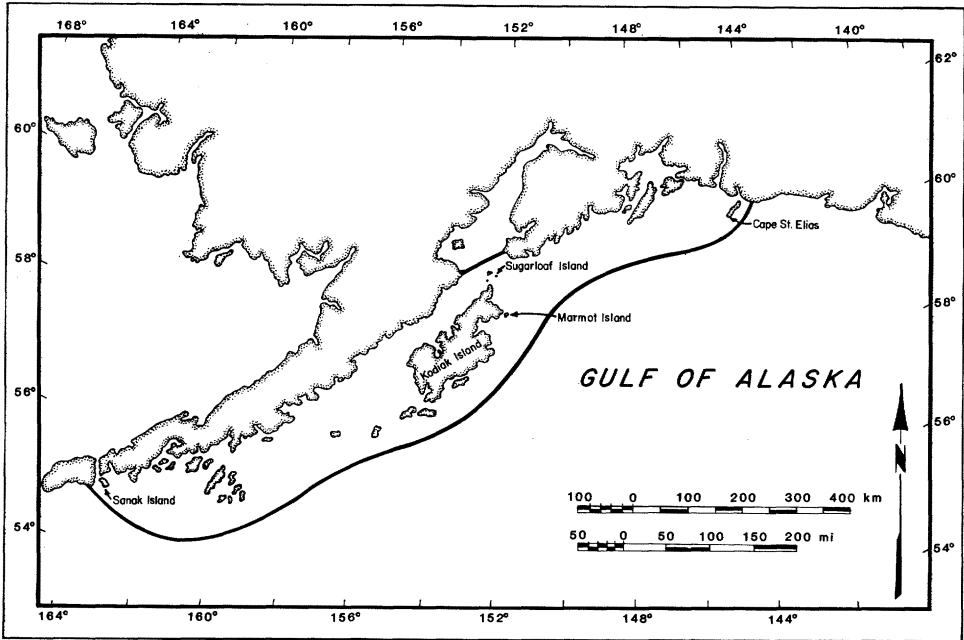 168° 164° 160° 156° 152° 148° 144° 140°
62°
60°
60°
Cape St. Elias
58°
Sugarloaf Island
58°
Marmot Island
Kodiak Island
GULF OF ALASKA
56°
56°
N
Sanak Island
100 0 100 200 300 400 km
54°
50 0 50 100 150 200 mi
54°
164° 160° 156° 152° 148° 144°